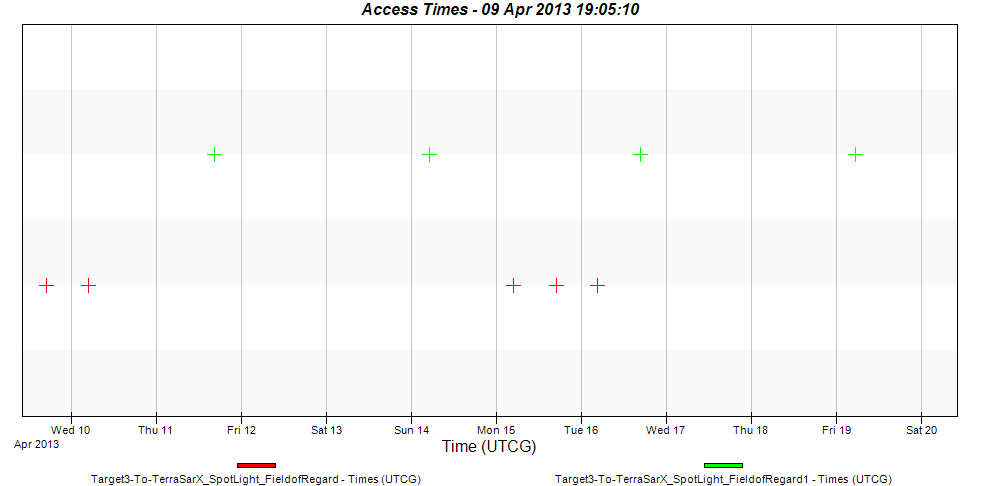 Access Times - 09 Apr 2013 19:05:10
Wed 10 Thu 11 Fri 12 Sat 13 Sun 14 Mon 15 Tue 16 Wed 17 Thu 18 Fri 19 Sat 20
Apr 2013
Time (UTCG)
Target3-To-TerraSarX_SpotLight_FieldofRegard - Times (UTCG)
Target3-To-TerraSarX_SpotLight_FieldofRegard1 - Times (UTCG)